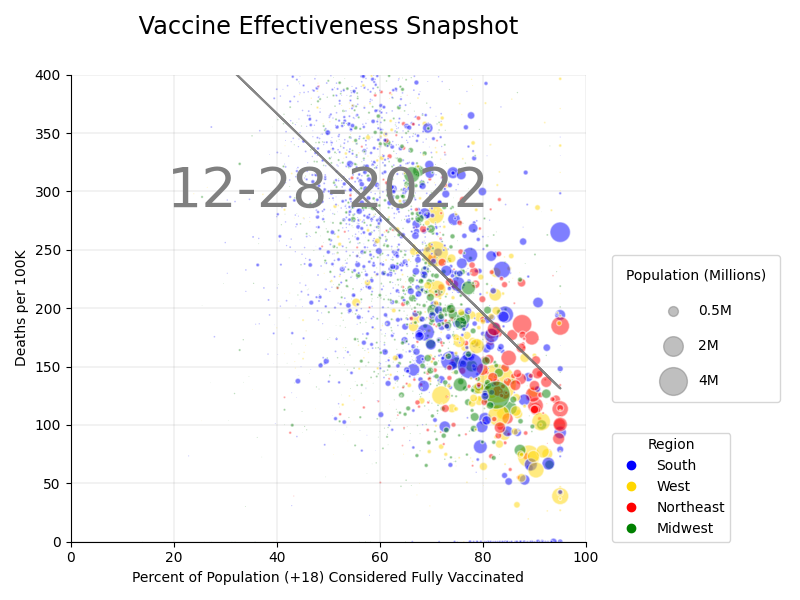 Vaccine Effectiveness Snapshot
400
350
300
250
200
150
100
50
0
Deaths per 100K
12-28-2022
0 20 40 60 80 100
Percent of Population (+18) Considered Fully Vaccinated
Population (Millions)
0.5M
2M
4M
Region
South
West
Northeast
Midwest